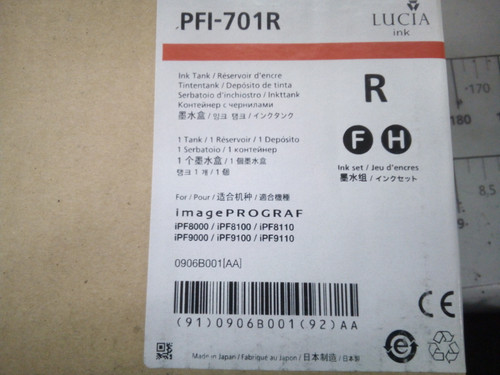 PFI-701R
LUCIA
ink
Ink Tank / Réservoir d'encre
Tintentank / Depósito de tinta
Serbatoio d'inchiostro / Inkttank
Контейнер с чернилами
墨水盒 / 잉크 탱크 / インクタンク
R
1 Tank / 1 Réservoir / 1 Depósito
1 Serbatoio / 1 контейнер
1 个墨水盒 / 1 個墨水盒
탱크 1 개 / 1 個
F H
Ink set / Jeu d'encres
墨水组 / インクセット
For / Pour / 适合机种 / 適合機種
imagePROGRAF
iPF8000 / iPF8100 / iPF8110
iPF9000 / iPF9100 / iPF9110
0906B001[AA]
(91)0906B001(92)AA
CE
Made in Japan / Fabriqué au Japon / 日本制造 / 日本製
-170
180
8,5